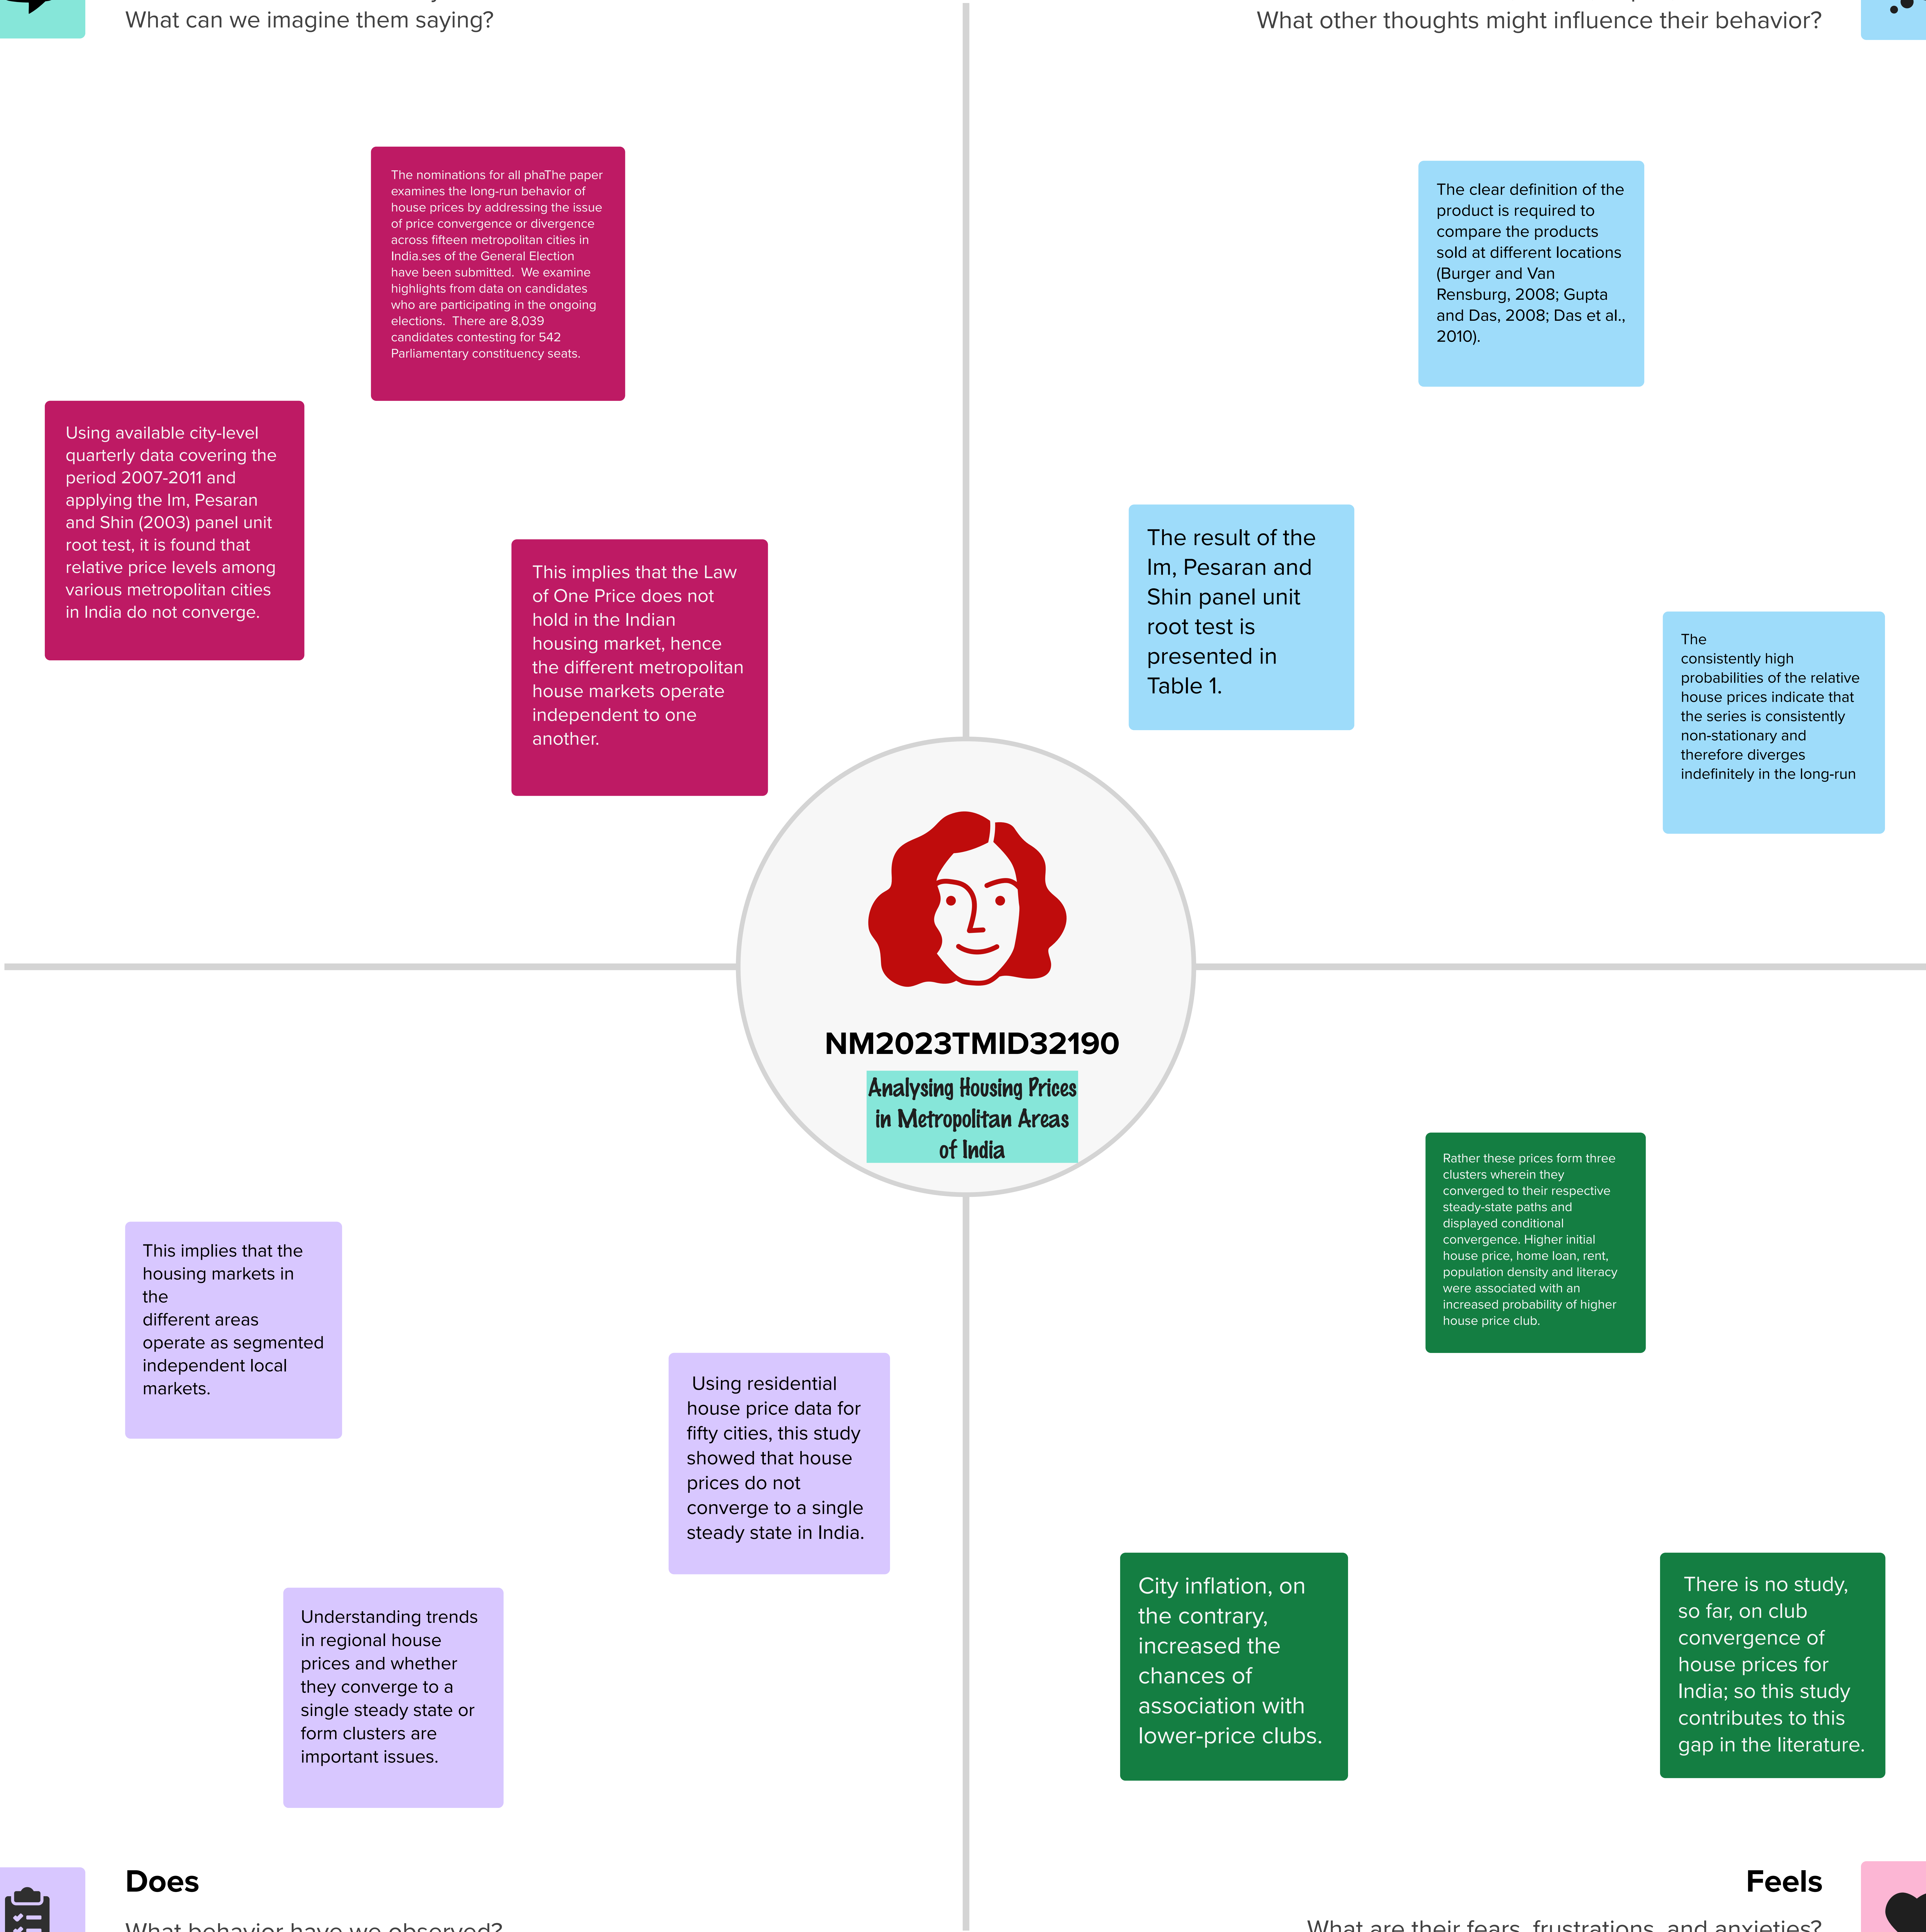 What can we imagine them saying?
What other thoughts might influence their behavior?
The nominations for all phaThe paper
examines the long-run behavior of
house prices by addressing the issue
of price convergence or divergence
across fifteen metropolitan cities in
India.ses of the General Election
have been submitted.  We examine
highlights from data on candidates
who are participating in the ongoing
elections.  There are 8,039
candidates contesting for 542
Parliamentary constituency seats.
The clear definition of the
product is required to
compare the products
sold at different locations
(Burger and Van
Rensburg, 2008; Gupta
and Das, 2008; Das et al.,
2010).
Using available city-level
quarterly data covering the
period 2007-2011 and
applying the Im, Pesaran
and Shin (2003) panel unit
root test, it is found that
relative price levels among
various metropolitan cities
in India do not converge.
This implies that the Law
of One Price does not
hold in the Indian
housing market, hence
the different metropolitan
house markets operate
independent to one
another.
The result of the
Im, Pesaran and
Shin panel unit
root test is
presented in
Table 1.
The
consistently high
probabilities of the relative
house prices indicate that
the series is consistently
non-stationary and
therefore diverges
indefinitely in the long-run
NM2023TMID32190
Analysing Housing Prices
in Metropolitan Areas
of India
This implies that the
housing markets in
the
different areas
operate as segmented
independent local
markets.
Using residential
house price data for
fifty cities, this study
showed that house
prices do not
converge to a single
steady state in India.
Understanding trends
in regional house
prices and whether
they converge to a
single steady state or
form clusters are
important issues.
Rather these prices form three
clusters wherein they
converged to their respective
steady-state paths and
displayed conditional
convergence. Higher initial
house price, home loan, rent,
population density and literacy
were associated with an
increased probability of higher
house price club.
City inflation, on
the contrary,
increased the
chances of
association with
lower-price clubs.
There is no study,
so far, on club
convergence of
house prices for
India; so this study
contributes to this
gap in the literature.
Does
What behavior have we observed?
Feels
What are their fears, frustrations, and anxieties?